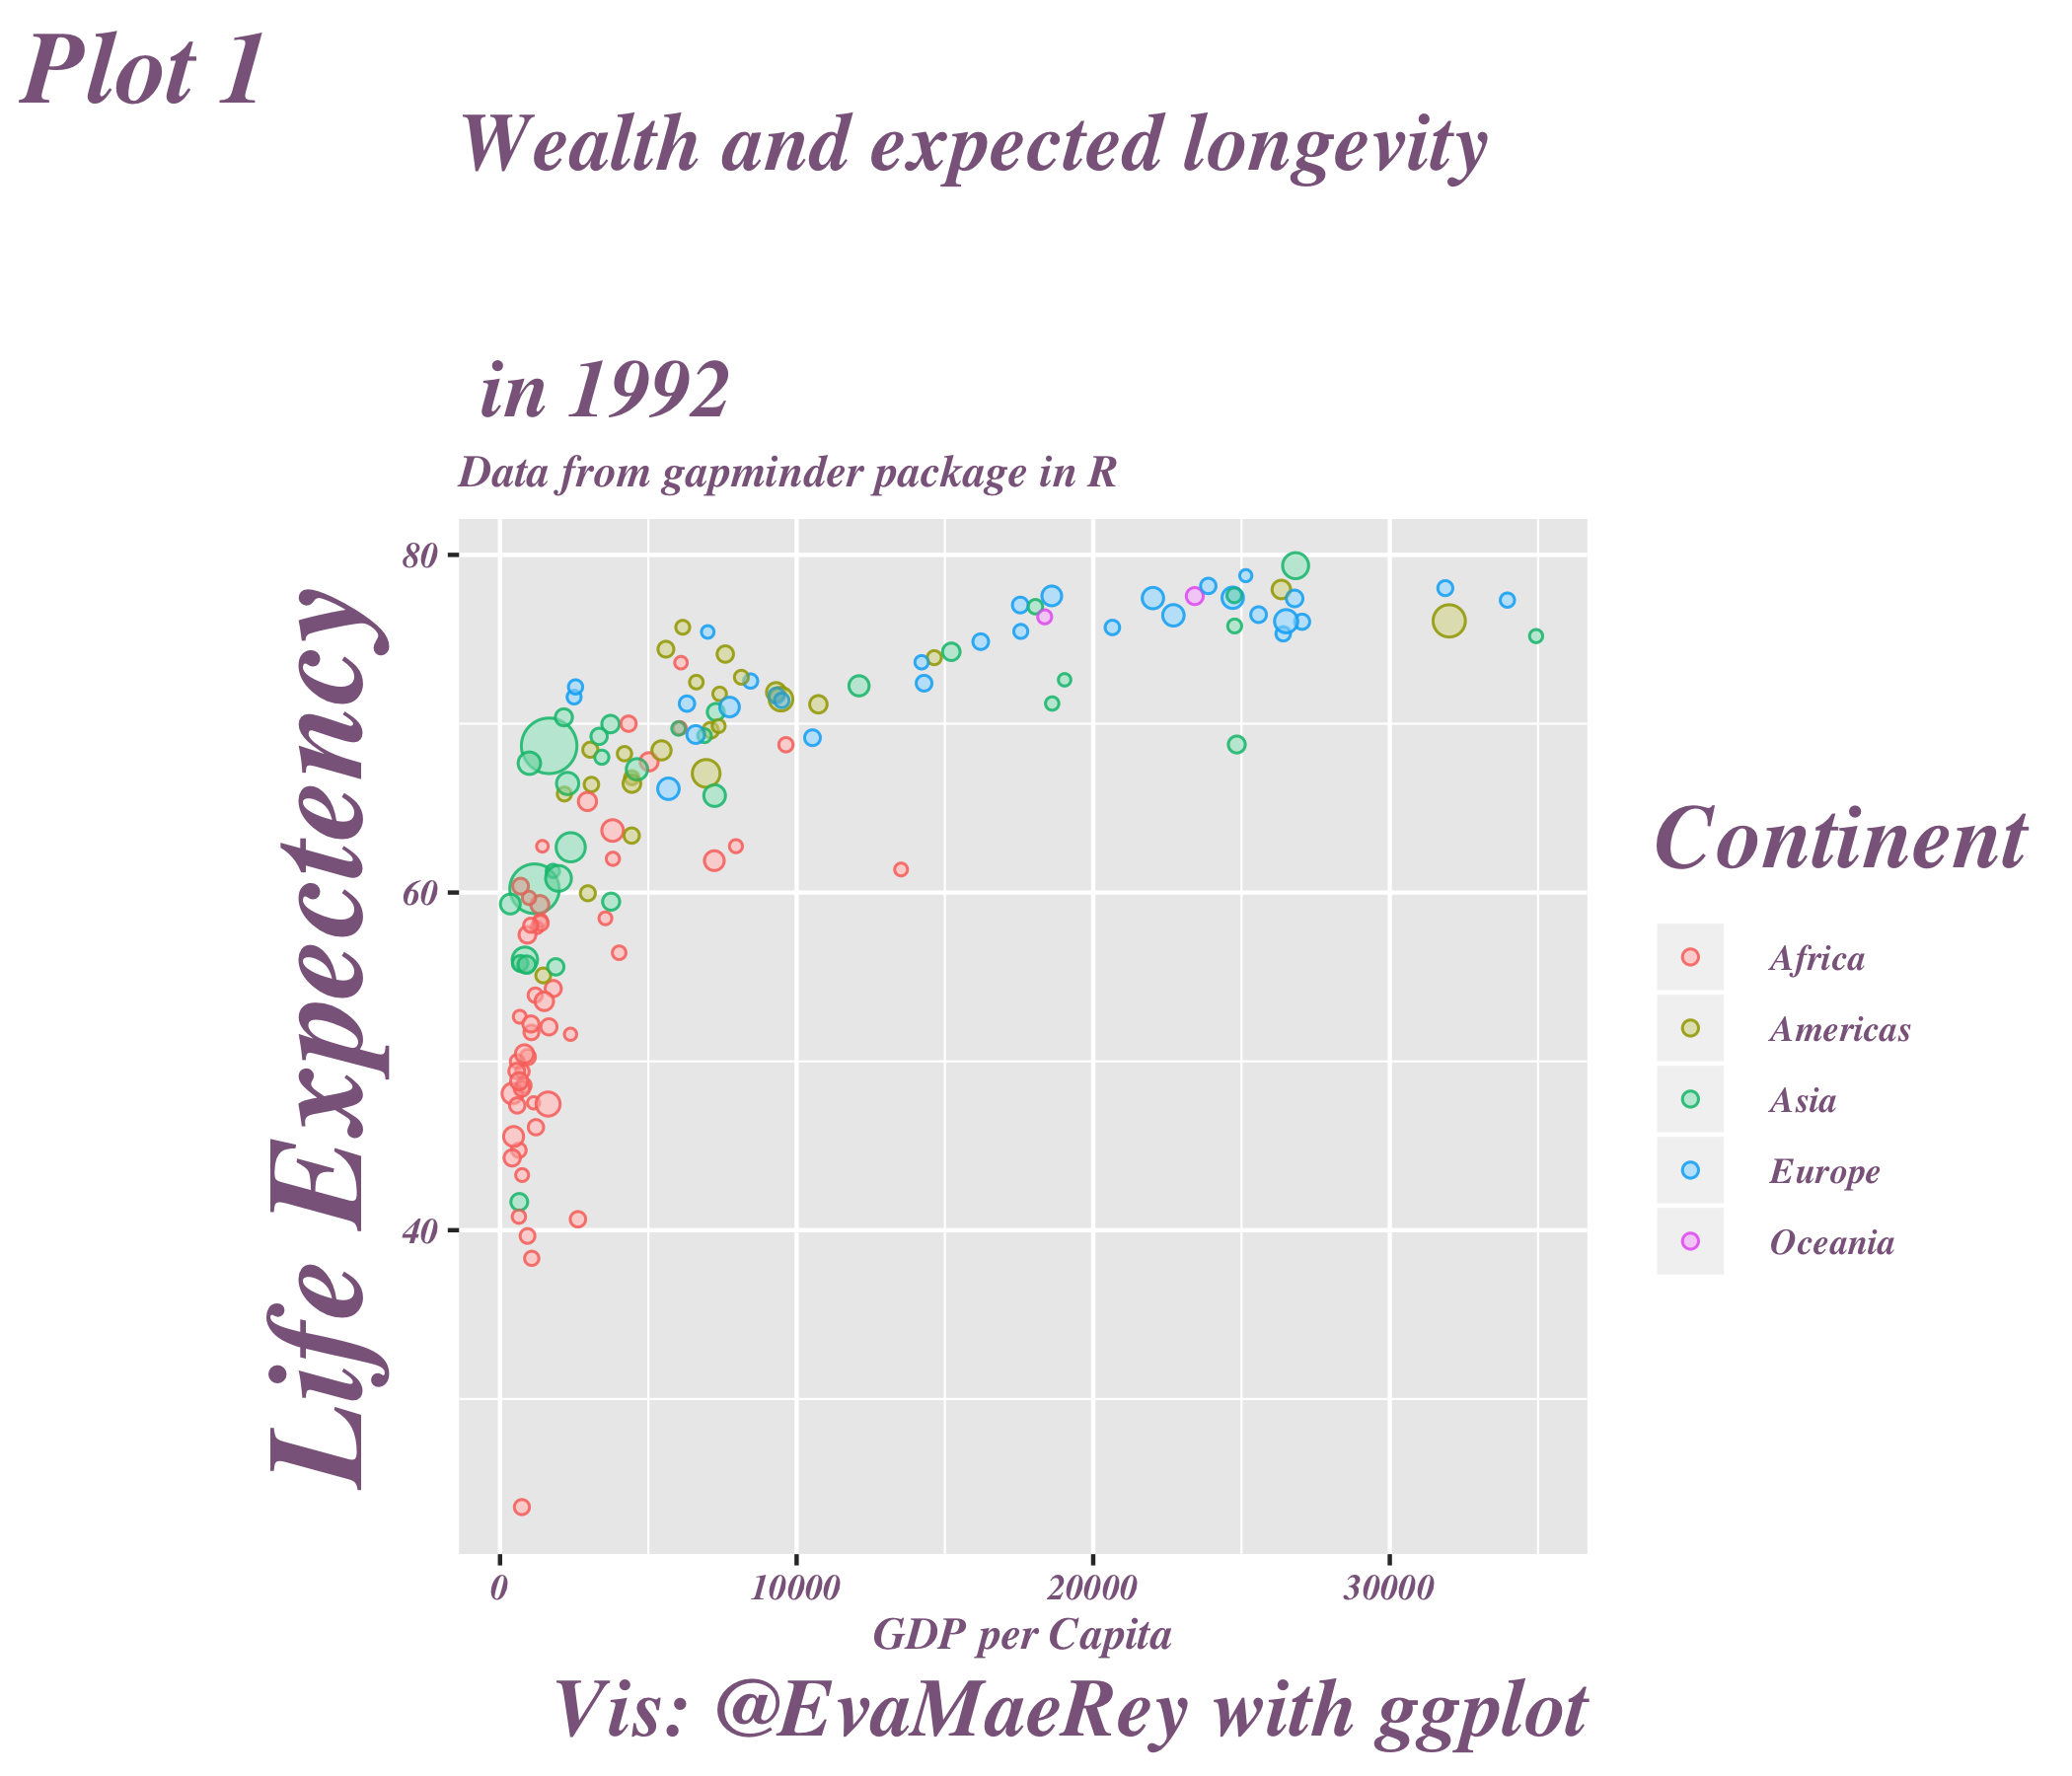 Plot 1
Wealth and expected longevity
in 1992
Data from gapminder package in R
Life Expectency
80
60
40
0 10000 20000 30000
GDP per Capita
Continent
Africa
Americas
Asia
Europe
Oceania
Vis: @EvaMaeRey with ggplot